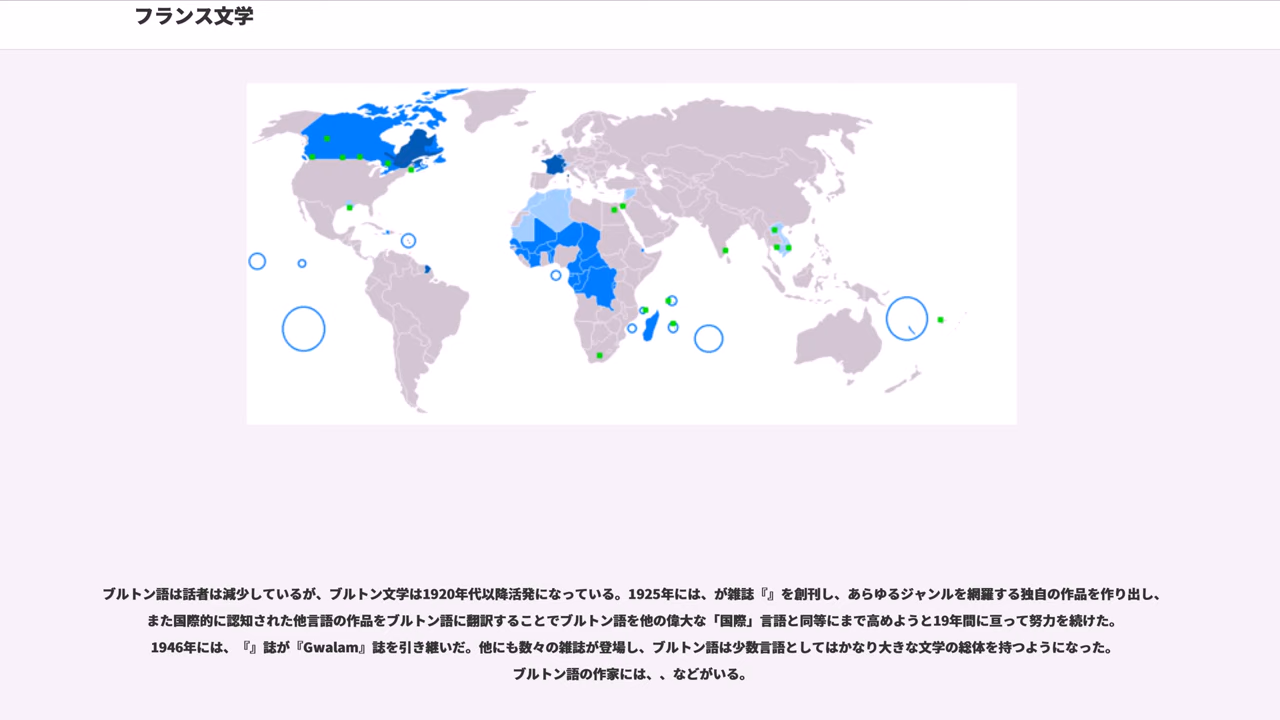 フランス文学
ブルトン語は話者は減少しているが、ブルトン文学は1920年代以降活発になっている。1925年には、が雑誌『』を創刊し、あらゆるジャンルを網羅する独自の作品を作り出し、
また国際的に認知された他言語の作品をブルトン語に翻訳することでブルトン語を他の偉大な「国際」言語と同等にまで高めようと19年間に亘って努力を続けた。
1946年には、『』誌が『Gwalam』誌を引き継いだ。他にも数々の雑誌が登場し、ブルトン語は少数言語としてはかなり大きな文学の総体を持つようになった。
ブルトン語の作家には、、などがいる。